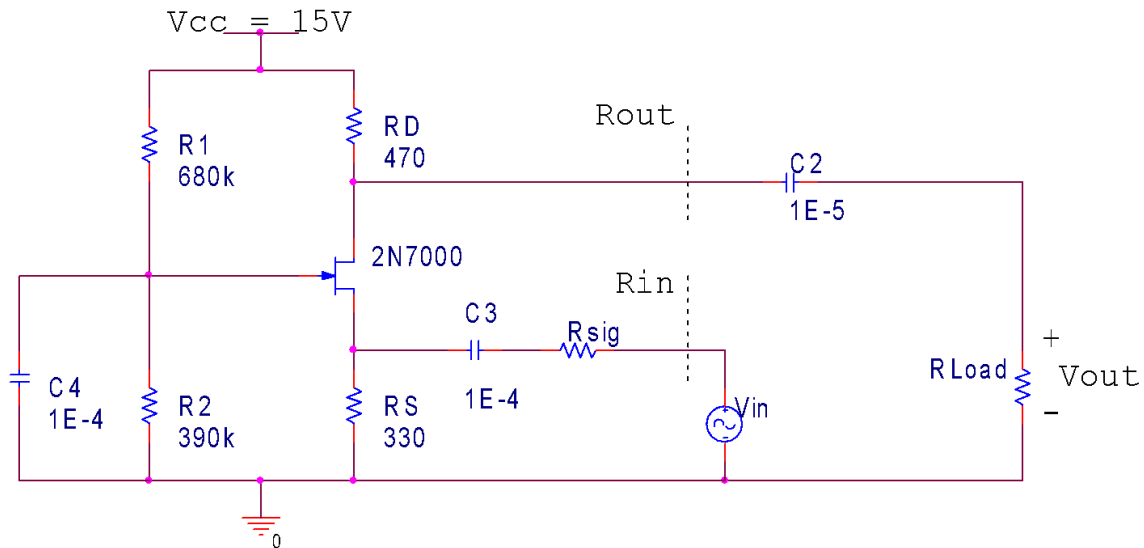 Vcc = 15V
Rout
RD
470
R1
680k
C2
1E-5
2N7000
Rin
C3
Rsig
1E-4
C4
1E-4
R2
390k
RS
330
Vin
RLoad
+
Vout
-
0